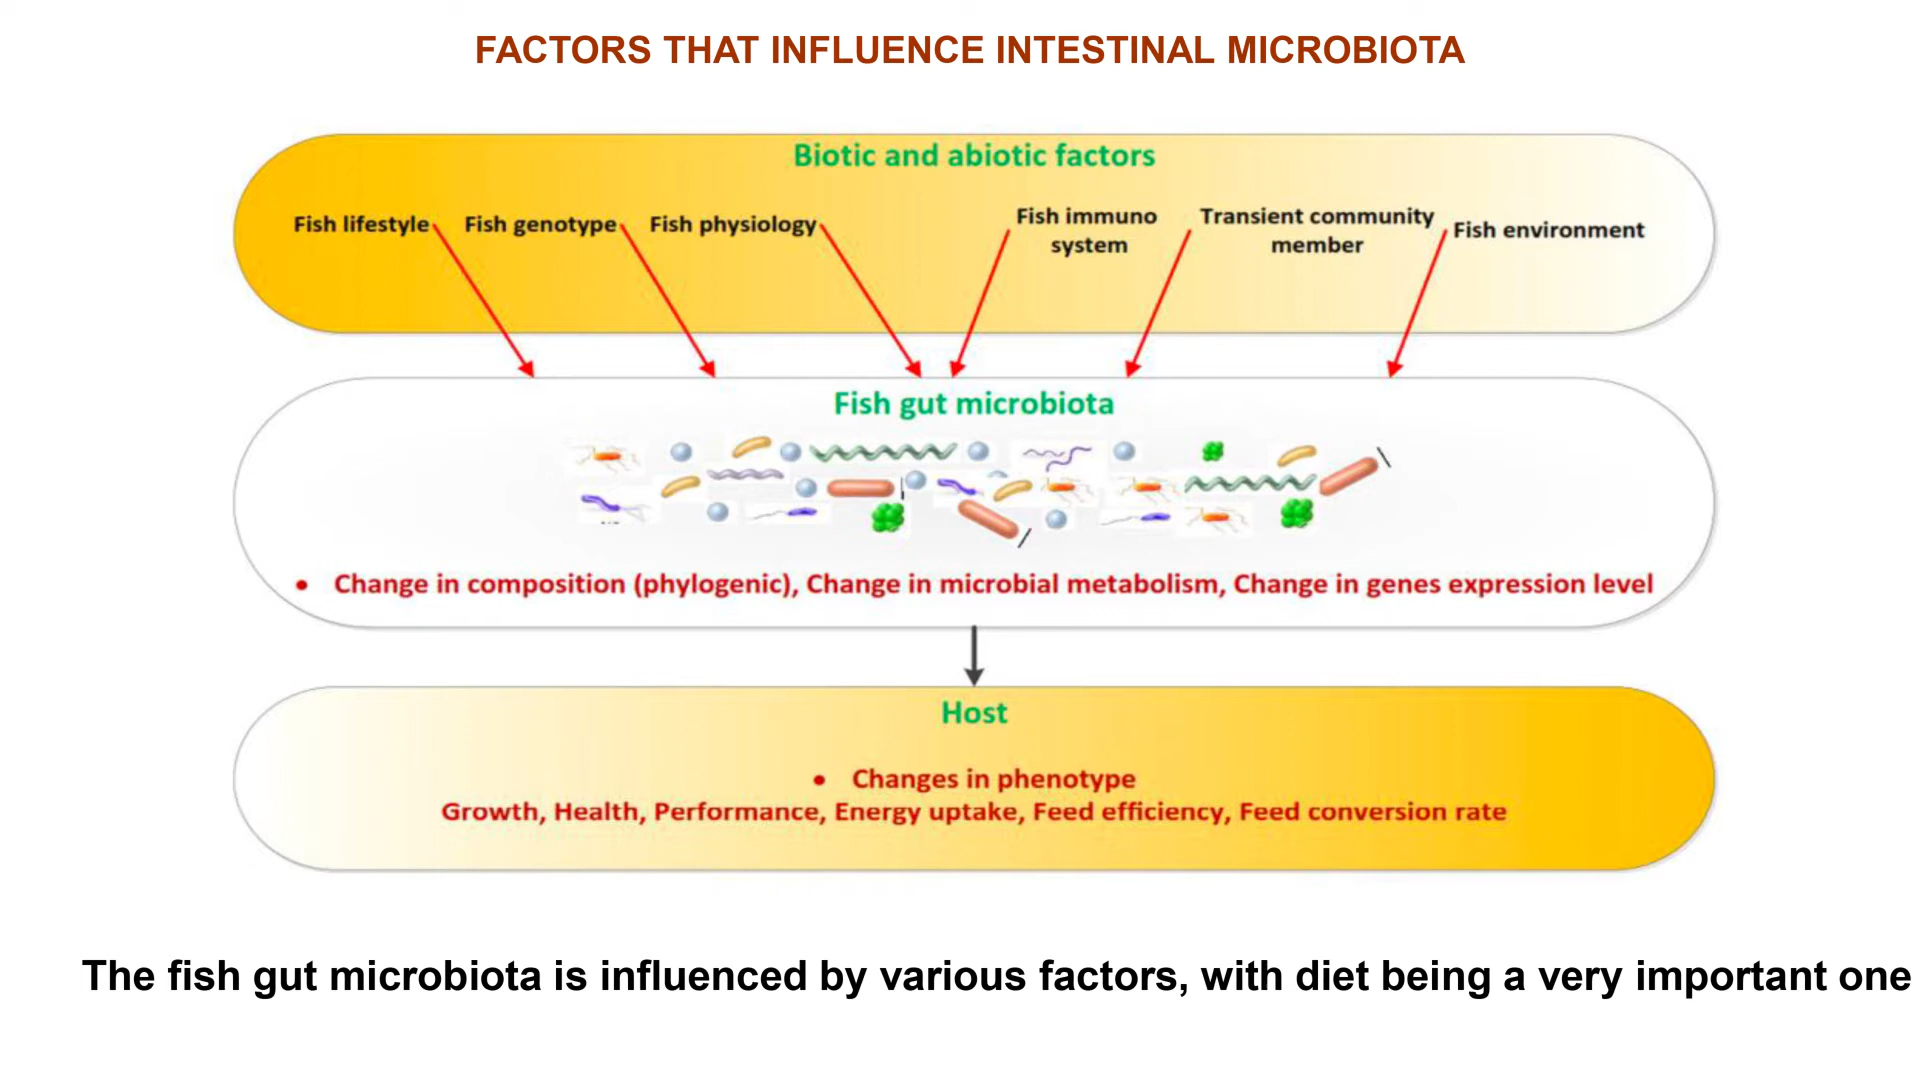 FACTORS THAT INFLUENCE INTESTINAL MICROBIOTA
Biotic and abiotic factors
Fish lifestyle
Fish genotype
Fish physiology
Fish immuno
system
Transient community
member
Fish environment
Fish gut microbiota
• Change in composition (phylogenic), Change in microbial metabolism, Change in genes expression level
Host
• Changes in phenotype
Growth, Health, Performance, Energy uptake, Feed efficiency, Feed conversion rate
The fish gut microbiota is influenced by various factors, with diet being a very important one